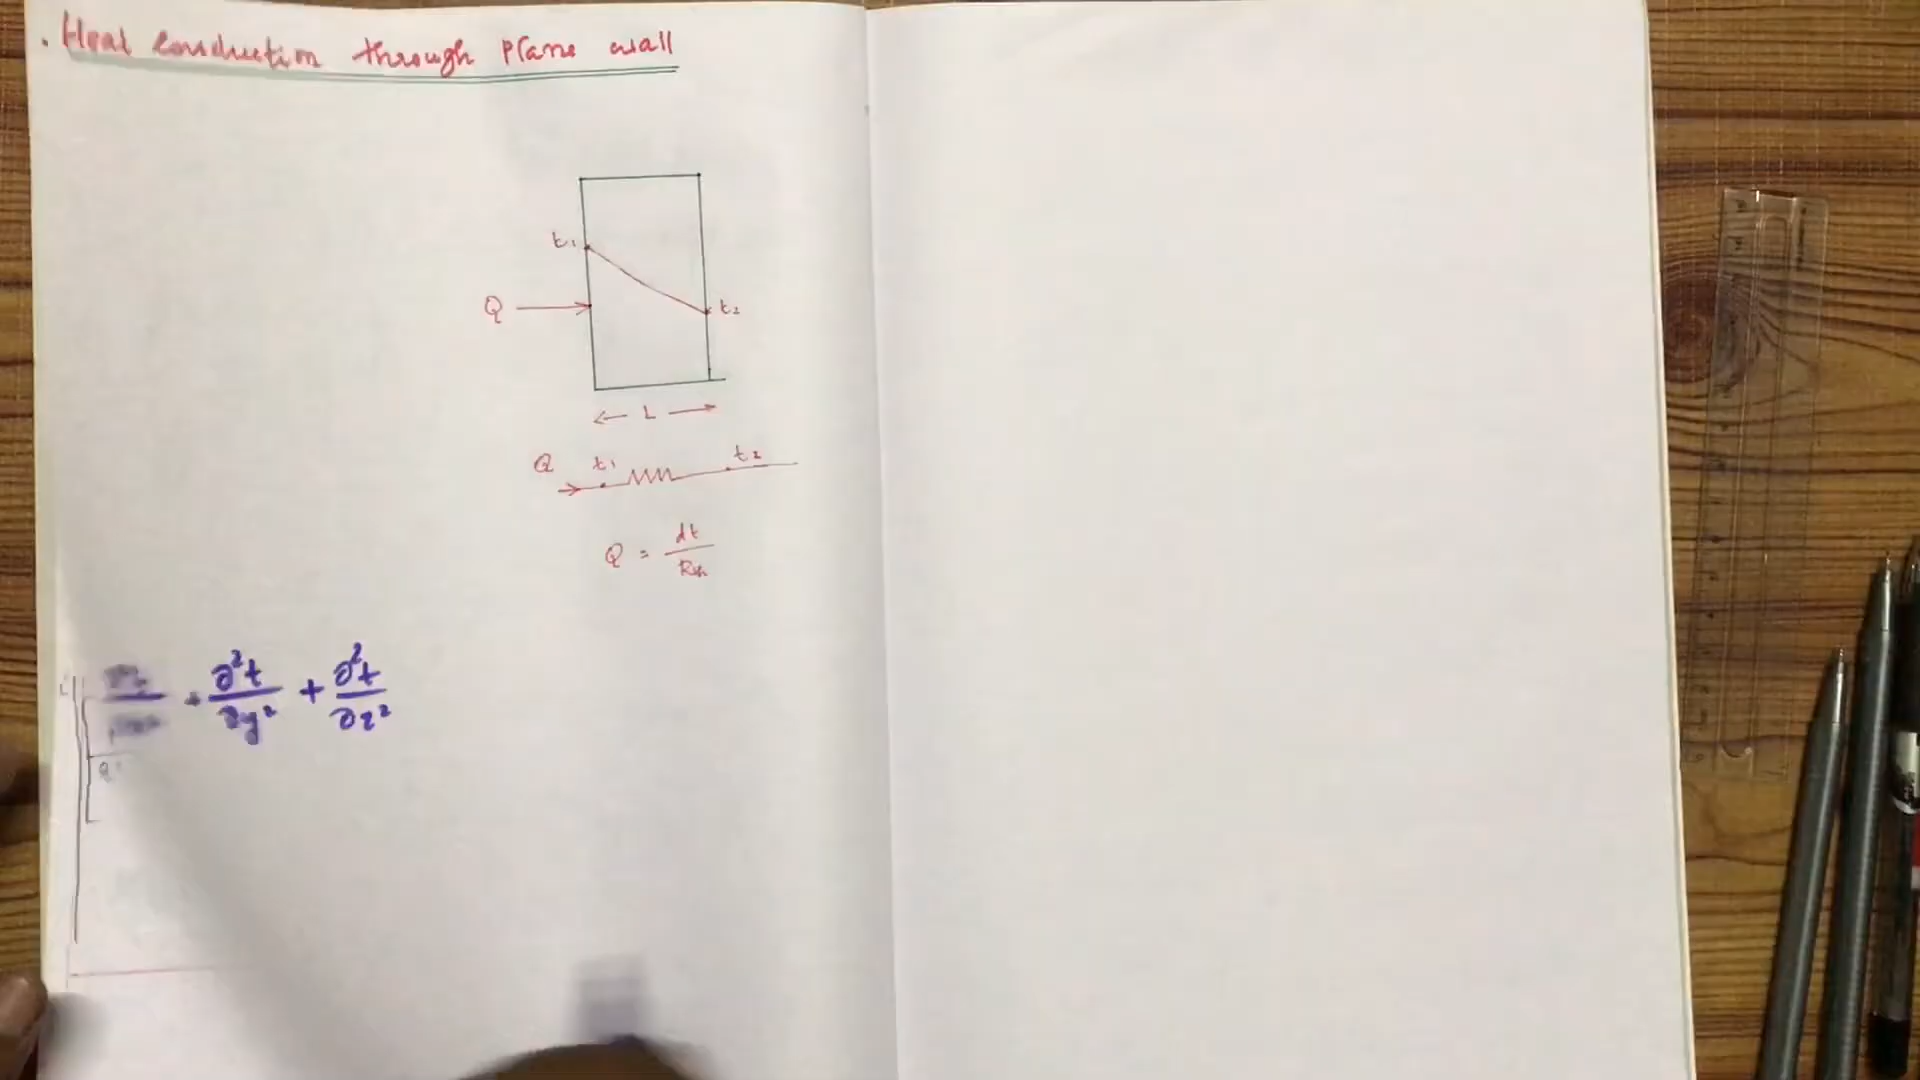 . Heat conduction through plane wall
t₁
Q
t₂
L
Q t₁ t₂
Q = dt/Rth
+ ∂²t/∂y² + ∂²t/∂z²